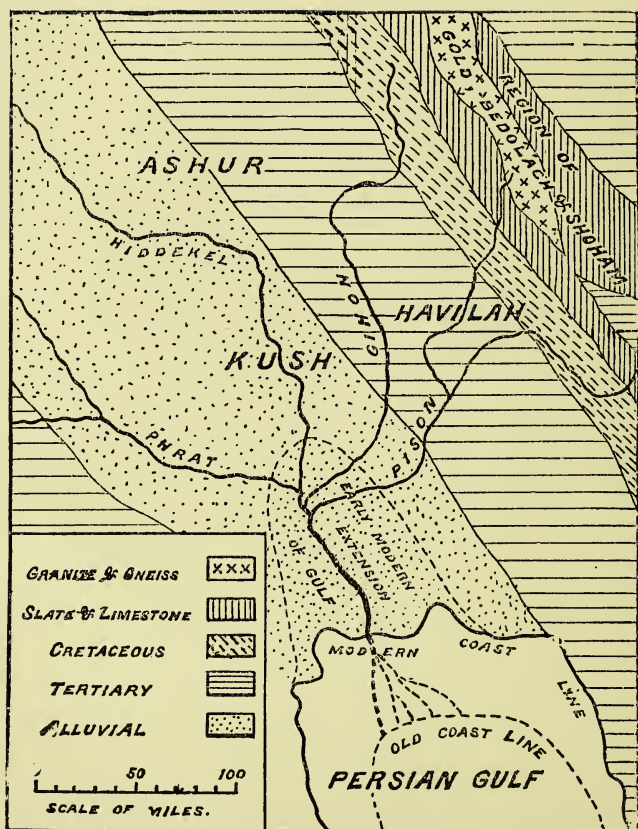 REGION OF
GOLD, BEDOLACH & SHOHAM
ASHUR
HIDDEKEL
GIHON
HAVILAH
KUSH
PISON
PHRAT
EARLY MODERN
EXTENSION
OF GULF
MODERN COAST LINE
OLD COAST LINE
PERSIAN GULF
GRANITE & GNEISS
SLATE & LIMESTONE
CRETACEOUS
TERTIARY
ALLUVIAL
50 100
SCALE OF MILES.